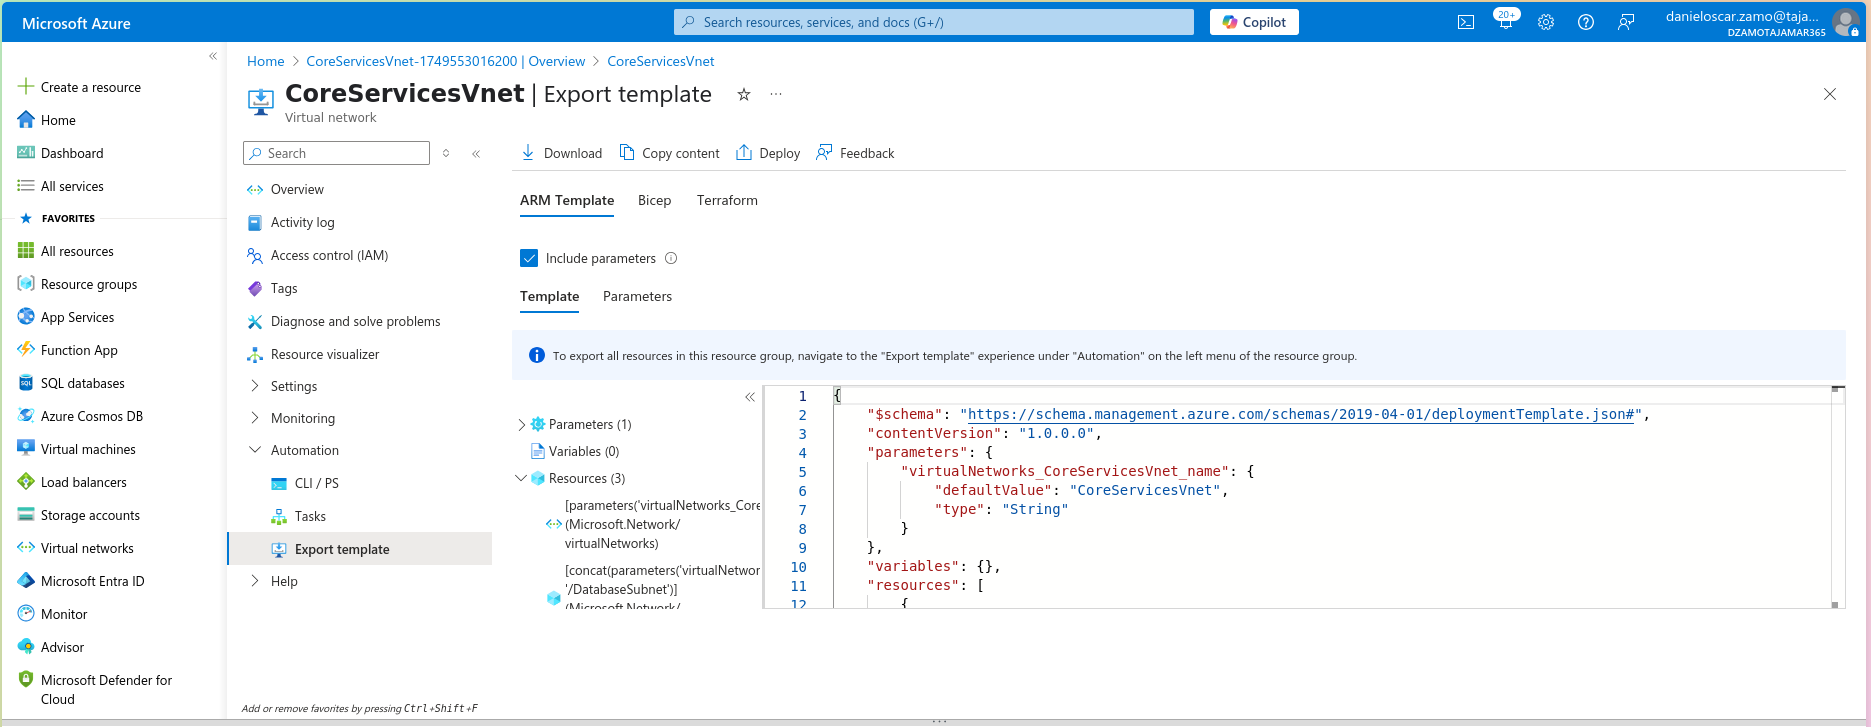 Microsoft Azure
Search resources, services, and docs (G+/)
Copilot
20+
danieloscar.zamo@taja...
DZAMOTAJAMAR365
Create a resource
Home
Dashboard
All services
FAVORITES
All resources
Resource groups
App Services
Function App
SQL databases
Azure Cosmos DB
Virtual machines
Load balancers
Storage accounts
Virtual networks
Microsoft Entra ID
Monitor
Advisor
Microsoft Defender for
Cloud
Home > CoreServicesVnet-1749553016200 | Overview > CoreServicesVnet
CoreServicesVnet | Export template
Virtual network
Search
Overview
Activity log
Access control (IAM)
Tags
Diagnose and solve problems
Resource visualizer
Settings
Monitoring
Automation
CLI / PS
Tasks
Export template
Help
Add or remove favorites by pressing Ctrl+Shift+F
Download Copy content Deploy Feedback
ARM Template Bicep Terraform
Include parameters
Template Parameters
To export all resources in this resource group, navigate to the "Export template" experience under "Automation" on the left menu of the resource group.
Parameters (1)
Variables (0)
Resources (3)
[parameters('virtualNetworks_Core
(Microsoft.Network/
virtualNetworks)
[concat(parameters('virtualNetwor
'/DatabaseSubnet')]
(Microsoft.Network/
1 {
2 "$schema": "https://schema.management.azure.com/schemas/2019-04-01/deploymentTemplate.json#",
3 "contentVersion": "1.0.0.0",
4 "parameters": {
5 "virtualNetworks_CoreServicesVnet_name": {
6 "defaultValue": "CoreServicesVnet",
7 "type": "String"
8 }
9 },
10 "variables": {},
11 "resources": [
12 {